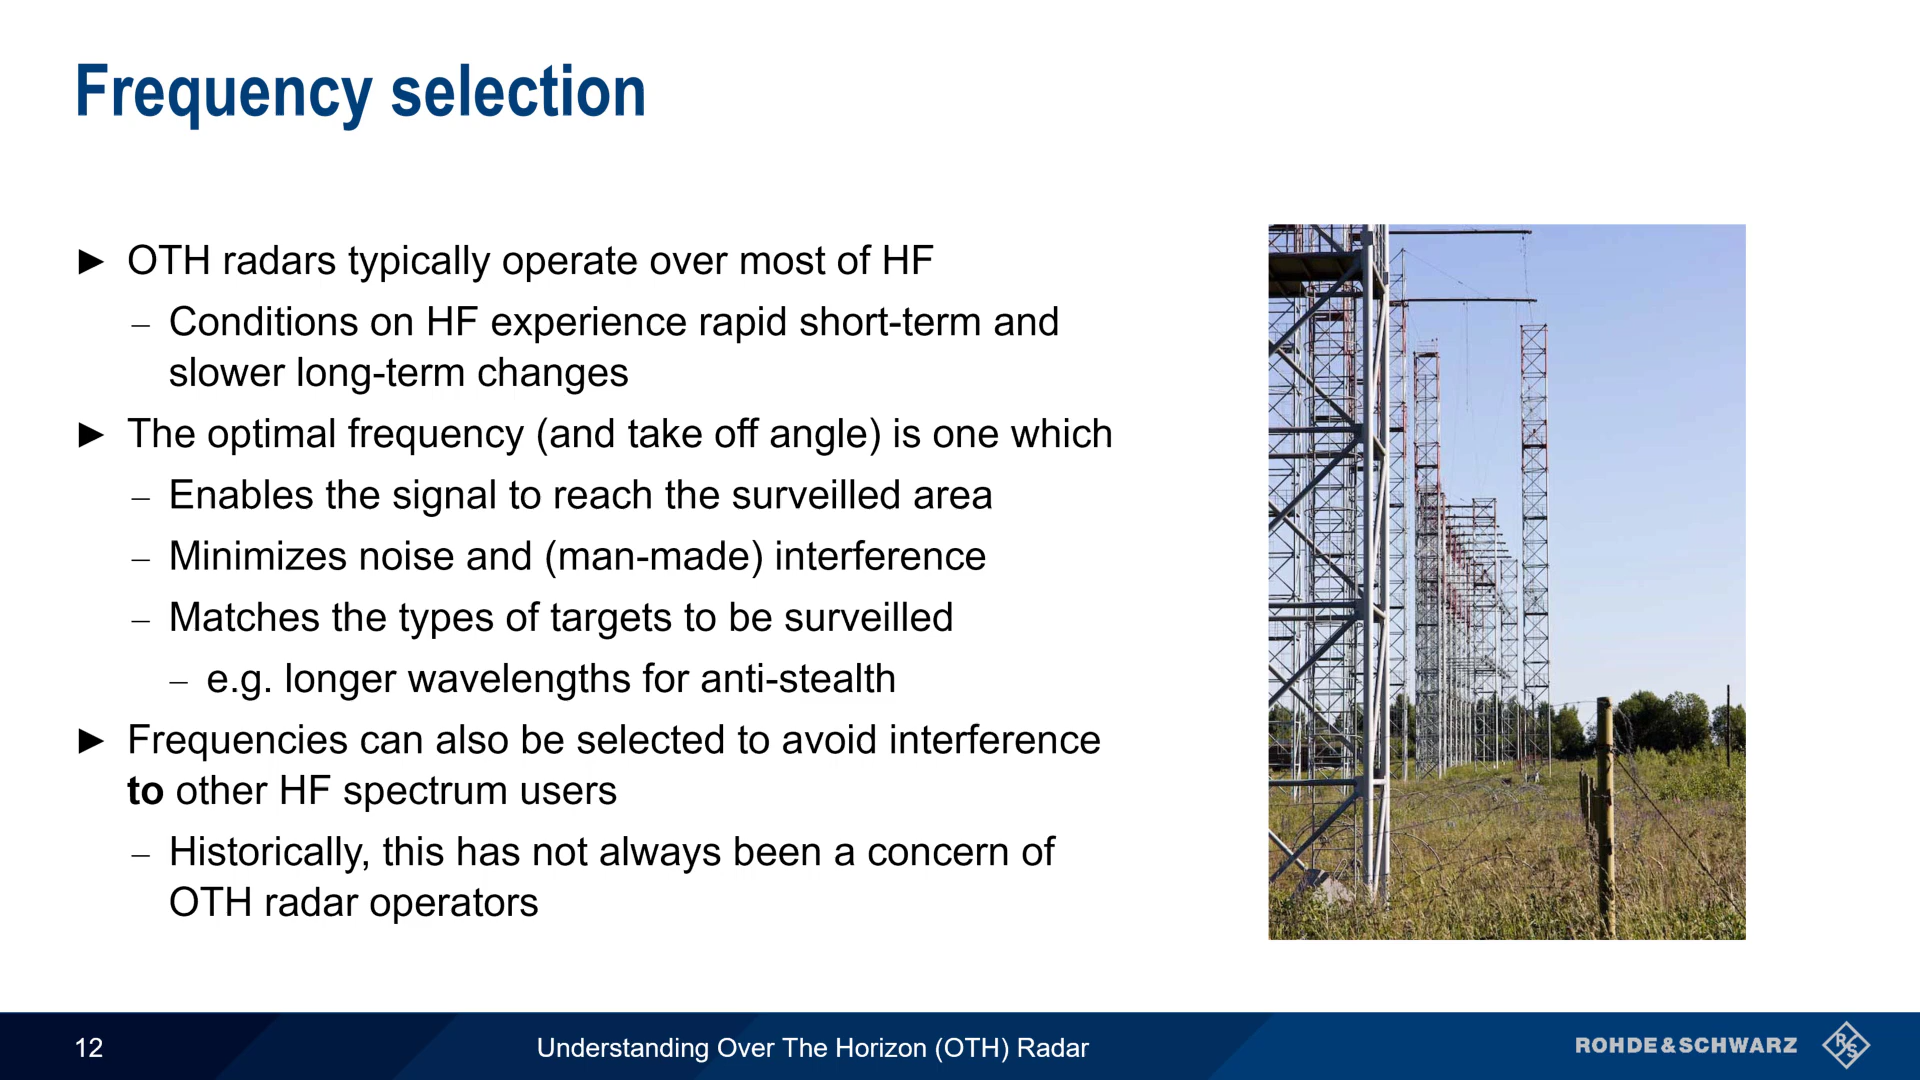 Frequency selection
► OTH radars typically operate over most of HF
– Conditions on HF experience rapid short-term and
slower long-term changes
► The optimal frequency (and take off angle) is one which
– Enables the signal to reach the surveilled area
– Minimizes noise and (man-made) interference
– Matches the types of targets to be surveilled
– e.g. longer wavelengths for anti-stealth
► Frequencies can also be selected to avoid interference
to other HF spectrum users
– Historically, this has not always been a concern of
OTH radar operators
12
Understanding Over The Horizon (OTH) Radar
ROHDE&SCHWARZ
R&S